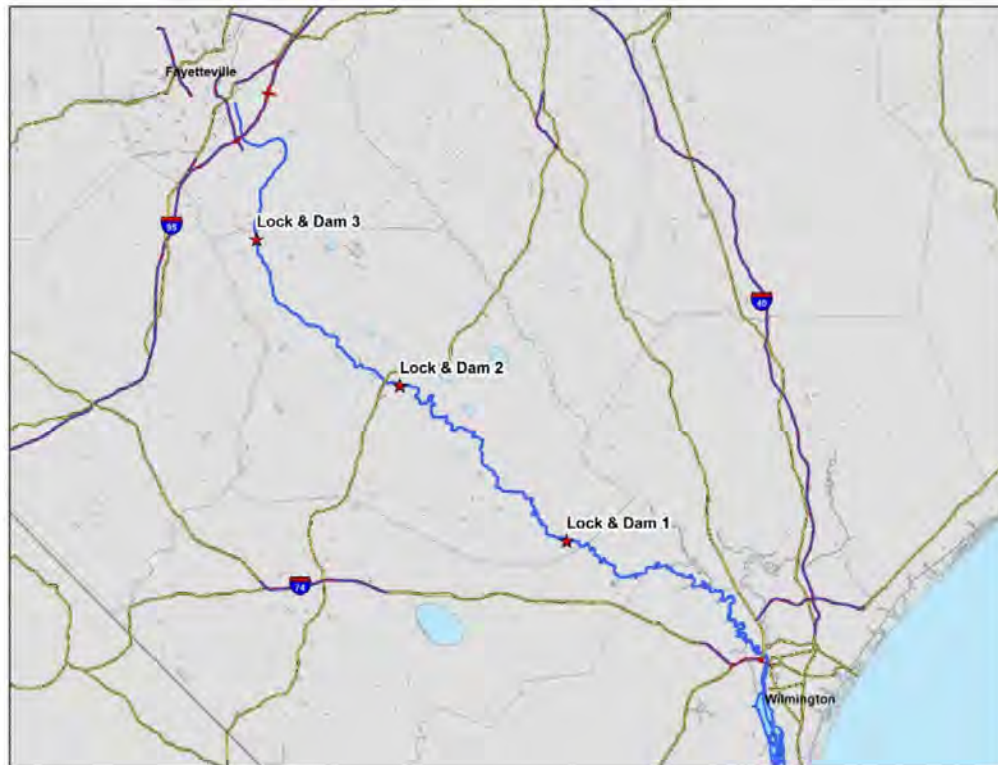 Fayetteville
Lock & Dam 3
95
40
Lock & Dam 2
Lock & Dam 1
74
Wilmington